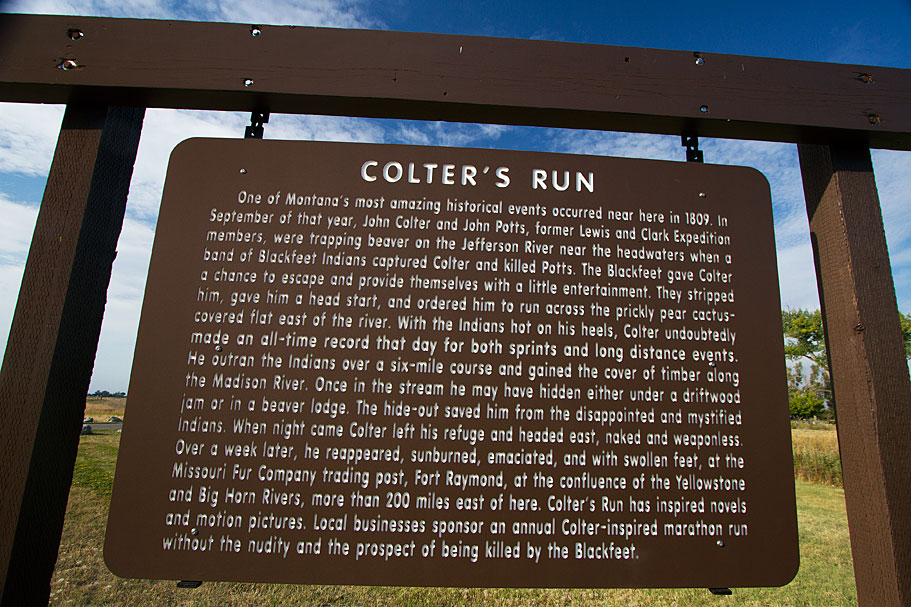 COLTER'S RUN
One of Montana's most amazing historical events occurred near here in 1809. In
September of that year, John Colter and John Potts, former Lewis and Clark Expedition
members, were trapping beaver on the Jefferson River near the headwaters when a
band of Blackfeet Indians captured Colter and killed Potts. The Blackfeet gave Colter
a chance to escape and provide themselves with a little entertainment. They stripped
him, gave him a head start, and ordered him to run across the prickly pear cactus-
covered flat east of the river. With the Indians hot on his heels, Colter undoubtedly
made an all-time record that day for both sprints and long distance events.
He outran the Indians over a six-mile course and gained the cover of timber along
the Madison River. Once in the stream he may have hidden either under a driftwood
jam or in a beaver lodge. The hide-out saved him from the disappointed and mystified
Indians. When night came Colter left his refuge and headed east, naked and weaponless.
Over a week later, he reappeared, sunburned, emaciated, and with swollen feet, at the
Missouri Fur Company trading post, Fort Raymond, at the confluence of the Yellowstone
and Big Horn Rivers, more than 200 miles east of here. Colter's Run has inspired novels
and motion pictures. Local businesses sponsor an annual Colter-inspired marathon run
without the nudity and the prospect of being killed by the Blackfeet.